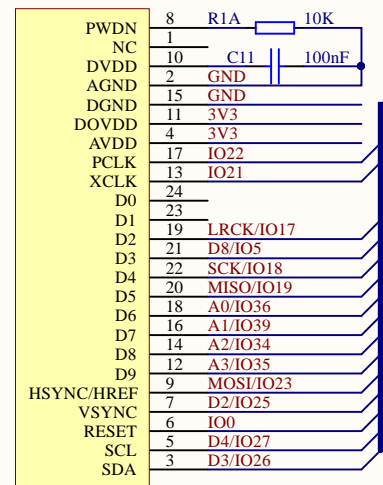 PWDN 8 R1A 10K
NC 1
DVDD 10 C11 100nF
AGND 2 GND
DGND 15 GND
DOVDD 11 3V3
AVDD 4 3V3
PCLK 17 IO22
XCLK 13 IO21
D0 24
D1 23
D2 19 LRCK/IO17
D3 21 D8/IO5
D4 22 SCK/IO18
D5 20 MISO/IO19
D6 18 A0/IO36
D7 16 A1/IO39
D8 14 A2/IO34
D9 12 A3/IO35
HSYNC/HREF 9 MOSI/IO23
VSYNC 7 D2/IO25
RESET 6 IO0
SCL 5 D4/IO27
SDA 3 D3/IO26